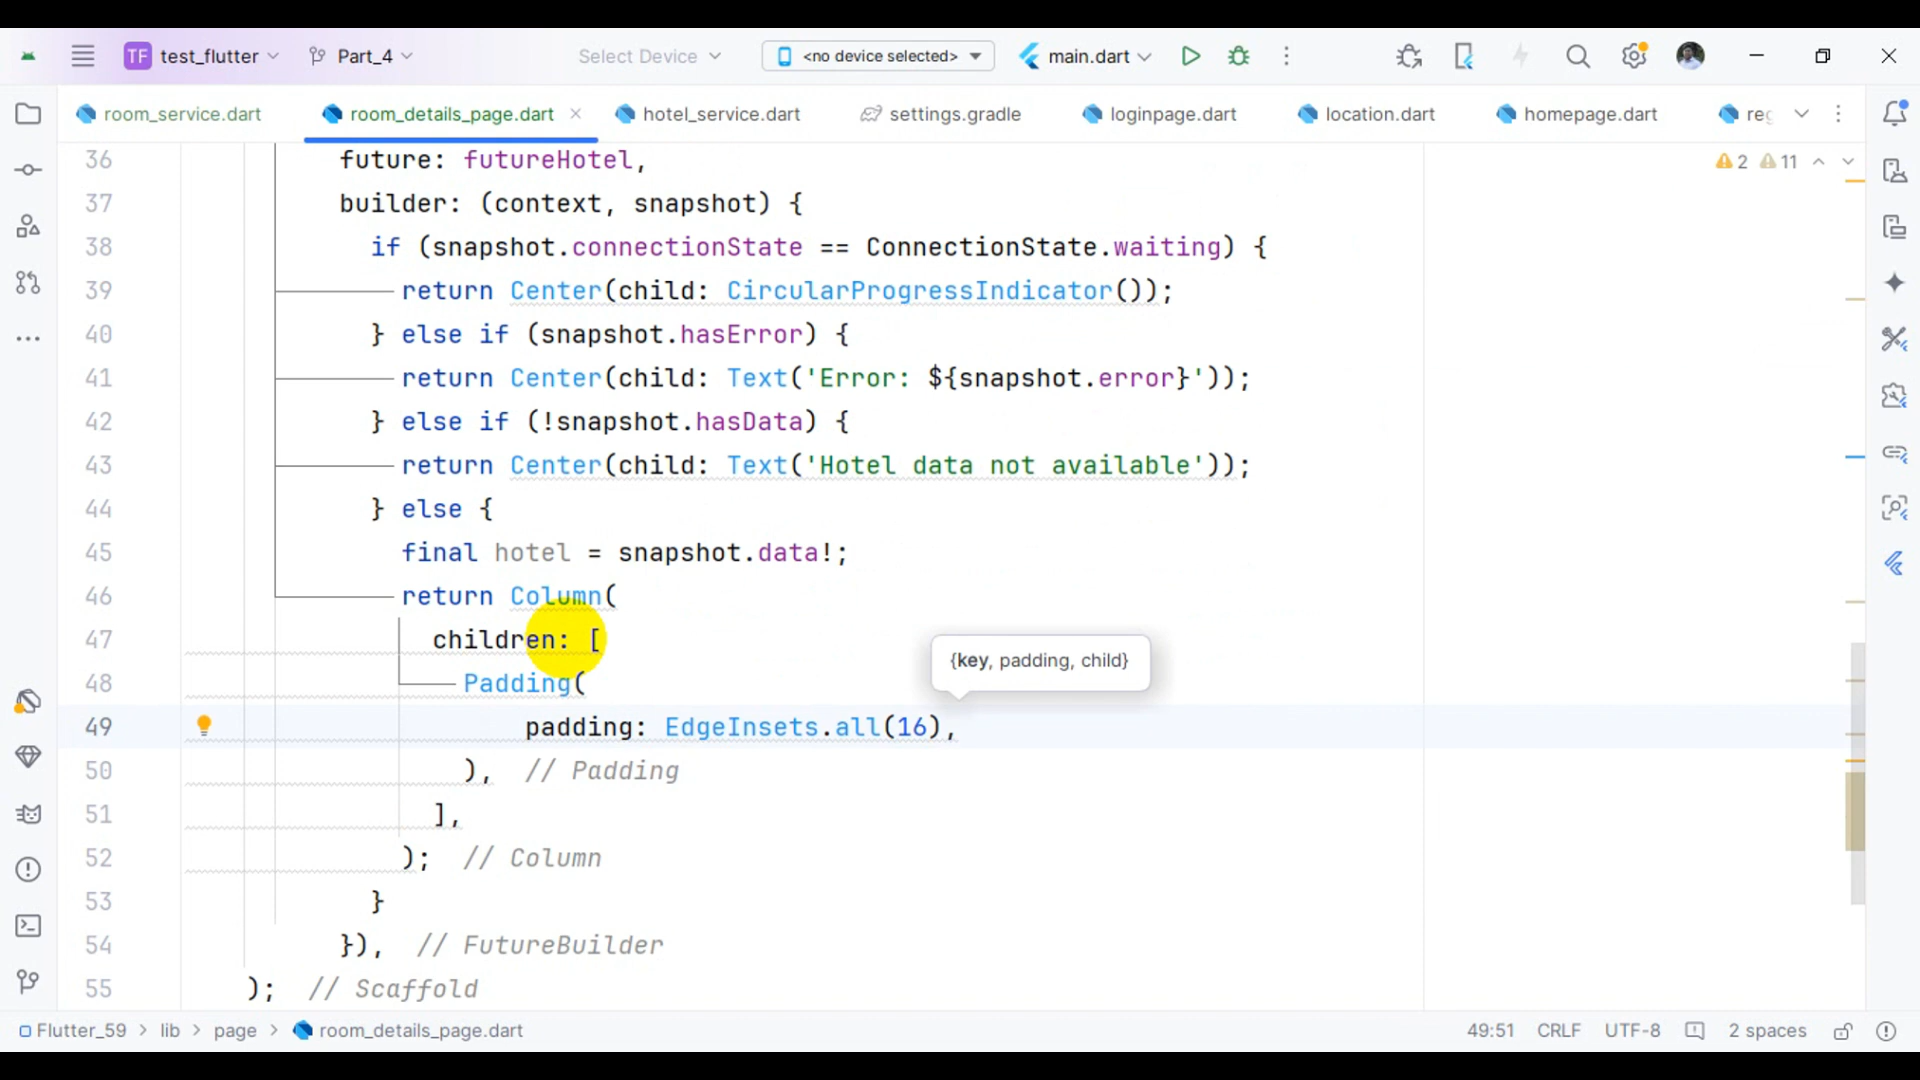 TF test_flutter Part_4 Select Device <no device selected> main.dart
room_service.dart room_details_page.dart hotel_service.dart settings.gradle loginpage.dart location.dart homepage.dart reg
2 11
36 future: futureHotel,
37 builder: (context, snapshot) {
38 if (snapshot.connectionState == ConnectionState.waiting) {
39 return Center(child: CircularProgressIndicator());
40 } else if (snapshot.hasError) {
41 return Center(child: Text('Error: ${snapshot.error}'));
42 } else if (!snapshot.hasData) {
43 return Center(child: Text('Hotel data not available'));
44 } else {
45 final hotel = snapshot.data!;
46 return Column(
47 children: [
{key, padding, child}
48 Padding(
49 padding: EdgeInsets.all(16),
50 ), // Padding
51 ],
52 ); // Column
53 }
54 }), // FutureBuilder
55 ); // Scaffold
Flutter_59 > lib > page > room_details_page.dart 49:51 CRLF UTF-8 2 spaces